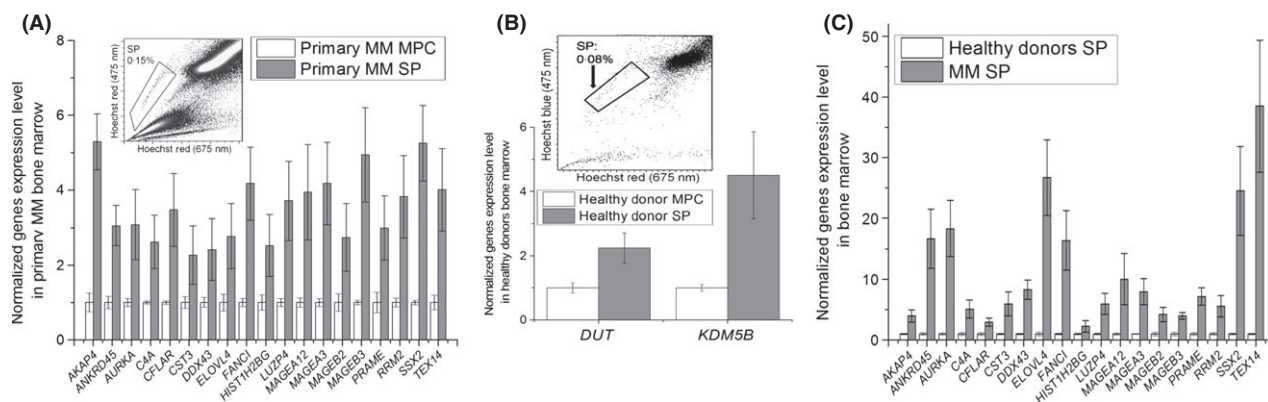 (A)
Normalized genes expression level
in primary MM bone marrow
8
6
4
2
0
SP
0·15%
Hoechst red (475 nm)
Hoechst red (675 nm)
Primary MM MPC
Primary MM SP
AKAP4
ANKRD45
AURKA
C4A
CFLAR
CST3
DDX43
ELOVL4
FANCI
HIST1H2BG
LUZP4
MAGEA12
MAGEA3
MAGEB2
MAGEB3
PRAME
RRM2
SSX2
TEX14
(B)
Normalized genes expression level
in healthy donors bone marrow
6
4
2
0
SP:
0·08%
Hoechst blue (475 nm)
Hoechst red (675 nm)
Healthy donor MPC
Healthy donor SP
DUT
KDM5B
(C)
Normalized genes expression level
in bone marrow
50
40
30
20
10
0
Healthy donors SP
MM SP
AKAP4
ANKRD45
AURKA
C4A
CFLAR
CST3
DDX43
ELOVL4
FANCI
HIST1H2BG
LUZP4
MAGEA12
MAGEA3
MAGEB2
MAGEB3
PRAME
RRM2
SSX2
TEX14